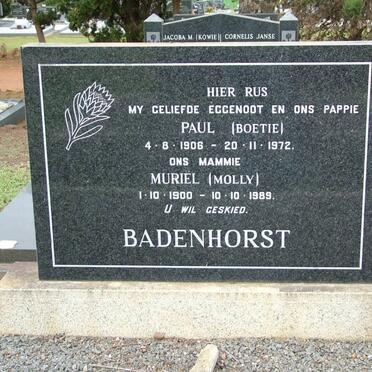 JACOBA M. (KOWIE) CORNELIS JANSE
HIER RUS
MY GELIEFDE EGGENOOT EN ONS PAPPIE
PAUL (BOETIE)
4·8·1906 - 20·11·1972.
ONS MAMMIE
MURIEL (MOLLY)
1·10·1900 - 10·10·1989.
U WIL GESKIED.
BADENHORST